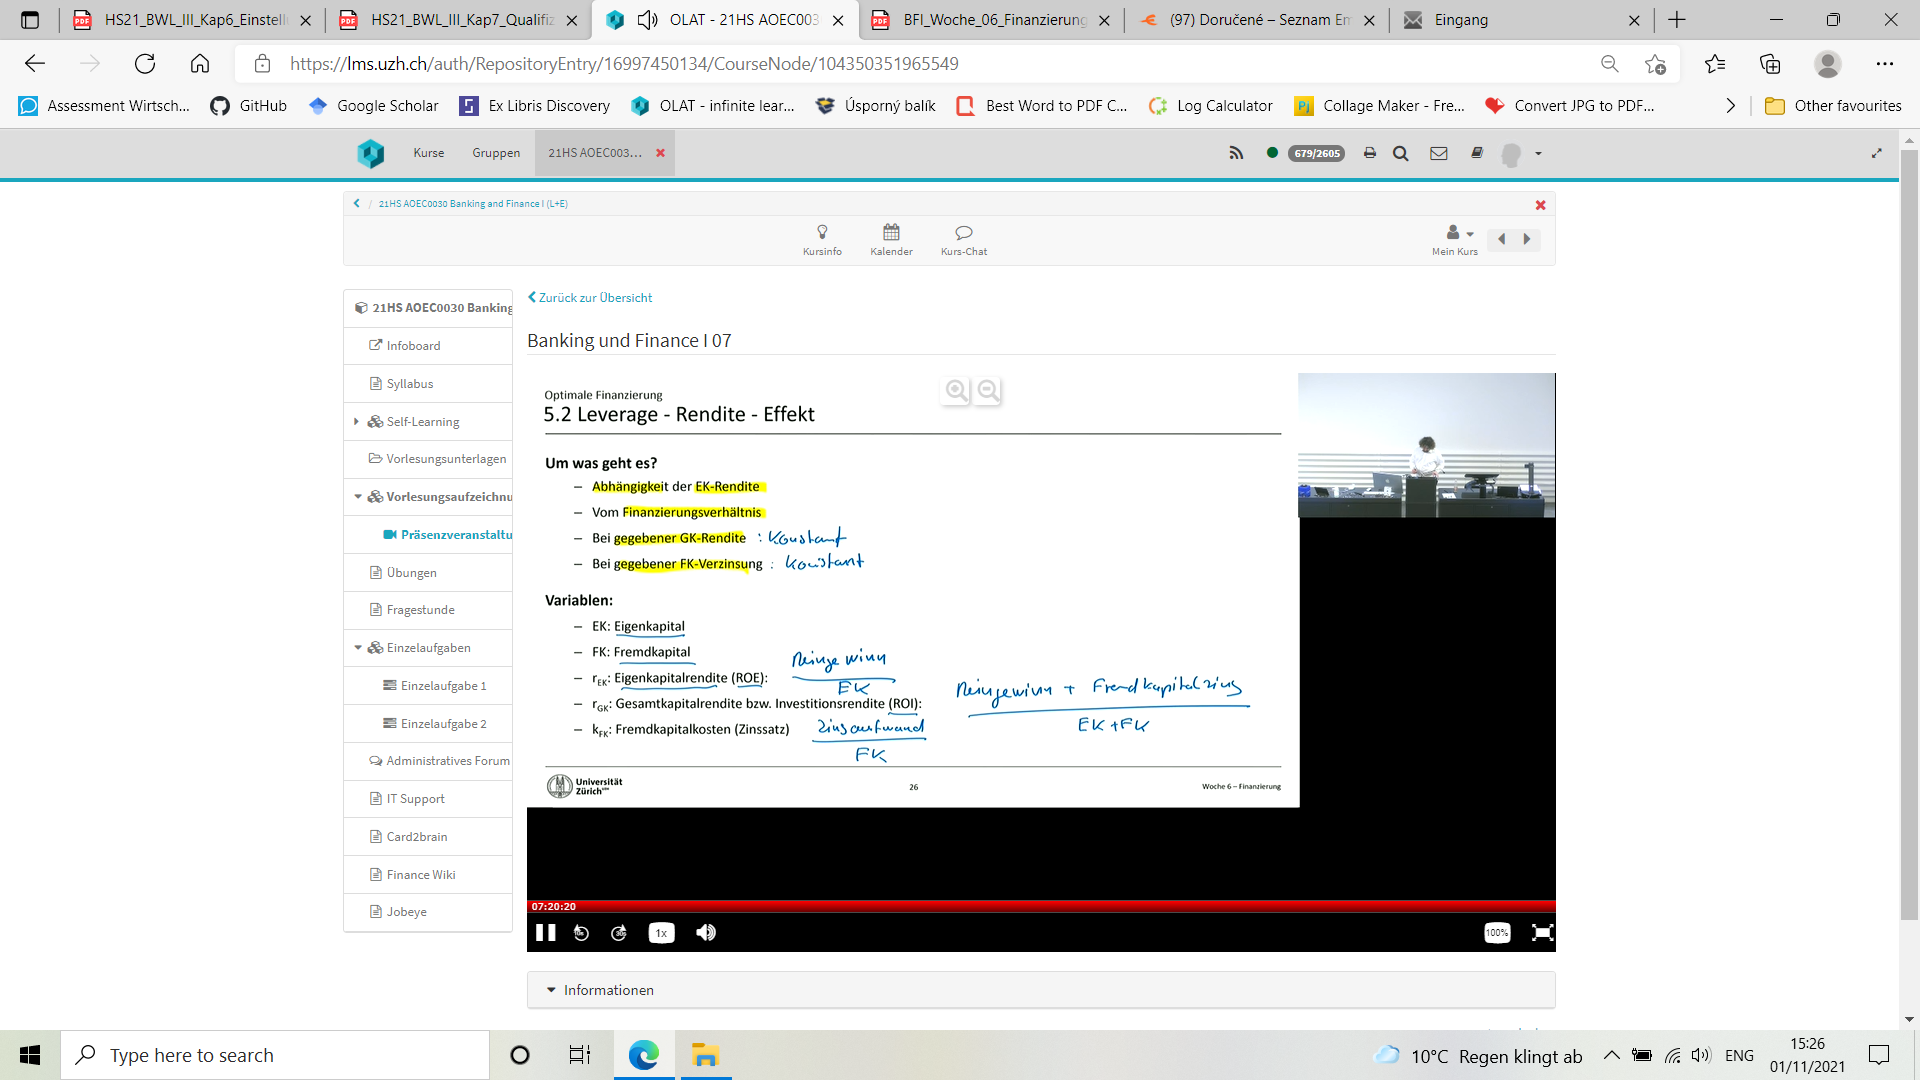 HS21_BWL_III_Kap6_Einstell
HS21_BWL_III_Kap7_Qualifiz
OLAT - 21HS AOEC003
BFI_Woche_06_Finanzierung
(97) Doručené – Seznam Em
Eingang
https://lms.uzh.ch/auth/RepositoryEntry/16997450134/CourseNode/104350351965549
Assessment Wirtsch...
GitHub
Google Scholar
Ex Libris Discovery
OLAT - infinite lear...
Úsporný balík
Best Word to PDF C...
Log Calculator
Collage Maker - Fre...
Convert JPG to PDF...
Other favourites
Kurse
Gruppen
21HS AOEC003...
679/2605
21HS AOEC0030 Banking and Finance I (L+E)
Kursinfo
Kalender
Kurs-Chat
Mein Kurs
21HS AOEC0030 Banking
Infoboard
Syllabus
Self-Learning
Vorlesungsunterlagen
Vorlesungsaufzeichnu
Präsenzveranstaltu
Übungen
Fragestunde
Einzelaufgaben
Einzelaufgabe 1
Einzelaufgabe 2
Administratives Forum
IT Support
Card2brain
Finance Wiki
Jobeye
Zurück zur Übersicht
Banking und Finance I 07
Optimale Finanzierung
5.2 Leverage - Rendite - Effekt
Um was geht es?
– Abhängigkeit der EK-Rendite
– Vom Finanzierungsverhältnis
– Bei gegebener GK-Rendite : Konstant
– Bei gegebener FK-Verzinsung : Konstant
Variablen:
– EK: Eigenkapital
– FK: Fremdkapital
– rEK: Eigenkapitalrendite (ROE):
Reingewinn
EK
– rGK: Gesamtkapitalrendite bzw. Investitionsrendite (ROI):
Reingewinn + Fremdkapitalzins
EK+FK
– kFK: Fremdkapitalkosten (Zinssatz)
Zinsaufwand
FK
Universität
Zürich UZH
26
Woche 6 – Finanzierung
07:20:20
10s
30s
1x
100%
Informationen
Type here to search
10°C Regen klingt ab
ENG
15:26
01/11/2021